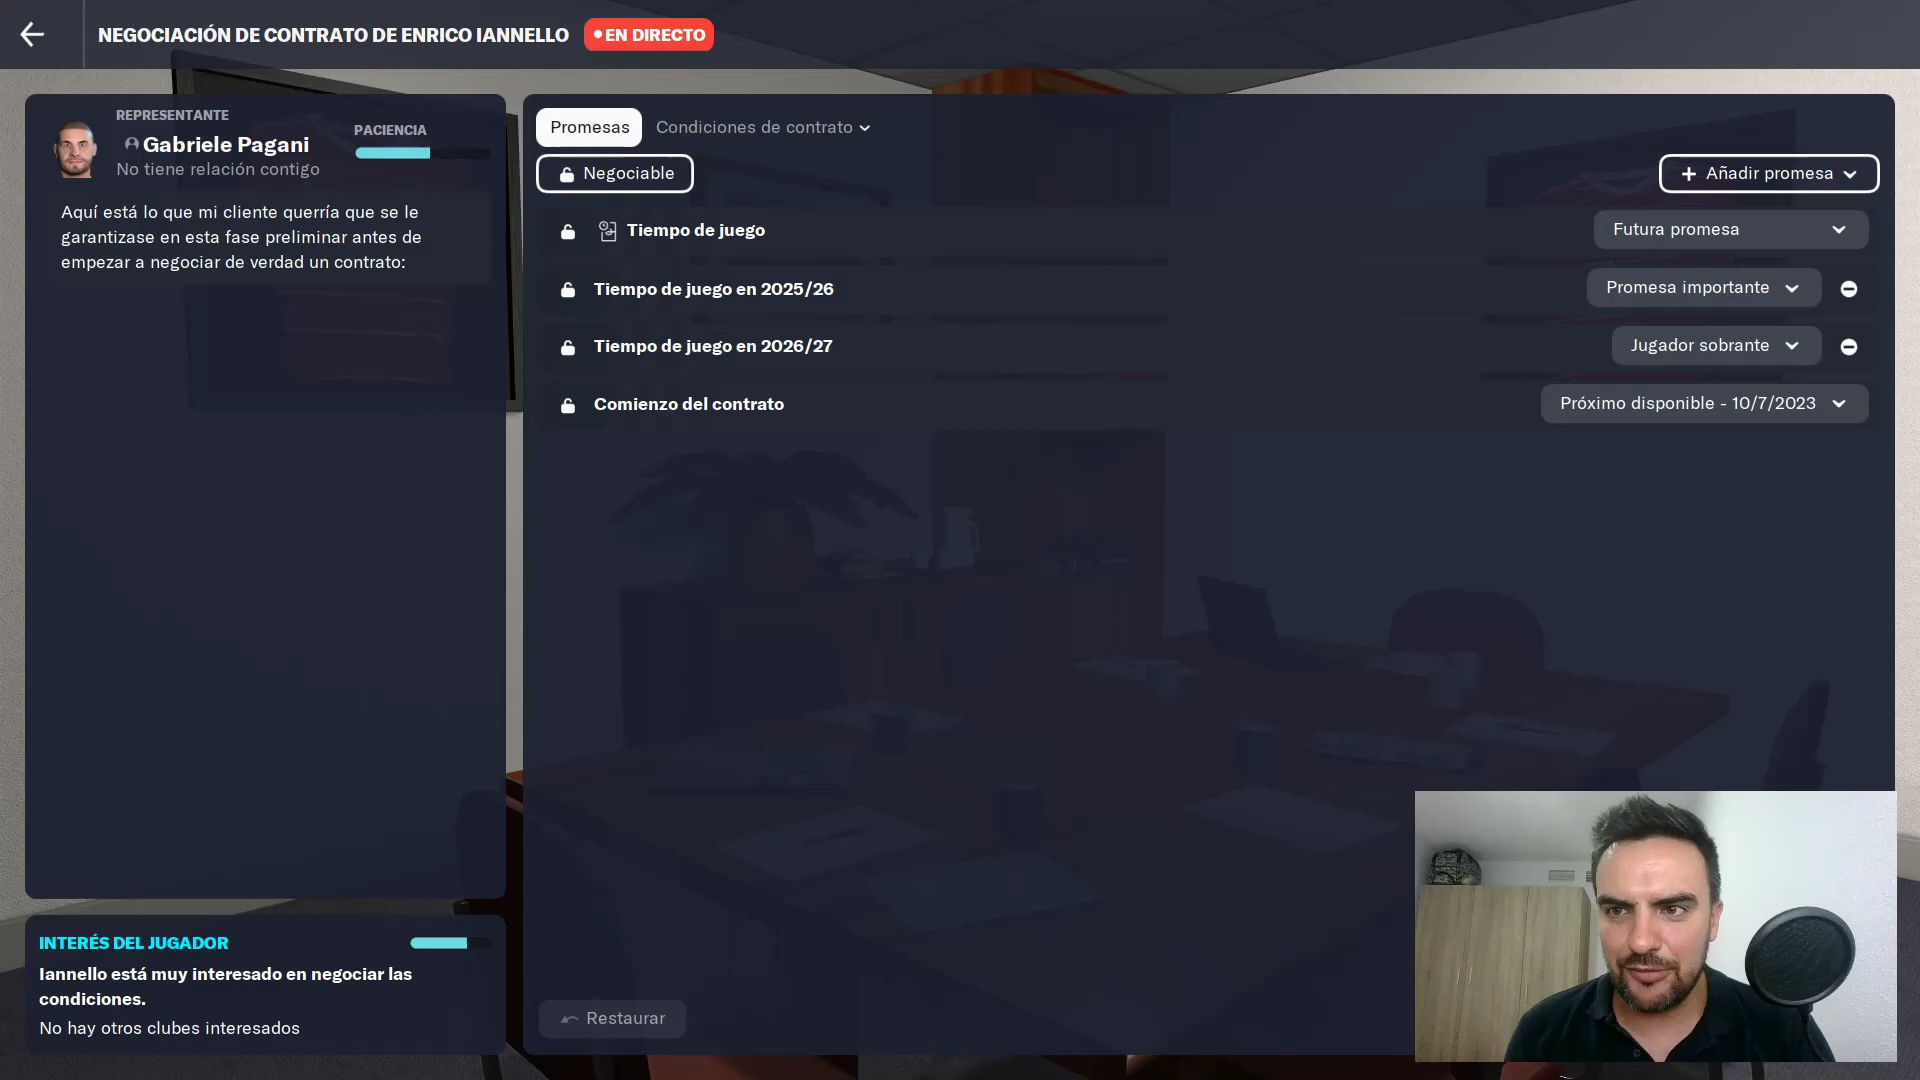 NEGOCIACIÓN DE CONTRATO DE ENRICO IANNELLO
EN DIRECTO
REPRESENTANTE
Gabriele Pagani
No tiene relación contigo
PACIENCIA
Aquí está lo que mi cliente querría que se le
garantizase en esta fase preliminar antes de
empezar a negociar de verdad un contrato:
Promesas
Condiciones de contrato
Negociable
Añadir promesa
Tiempo de juego
Futura promesa
Tiempo de juego en 2025/26
Promesa importante
Tiempo de juego en 2026/27
Jugador sobrante
Comienzo del contrato
Próximo disponible - 10/7/2023
INTERÉS DEL JUGADOR
Iannello está muy interesado en negociar las
condiciones.
No hay otros clubes interesados
Restaurar